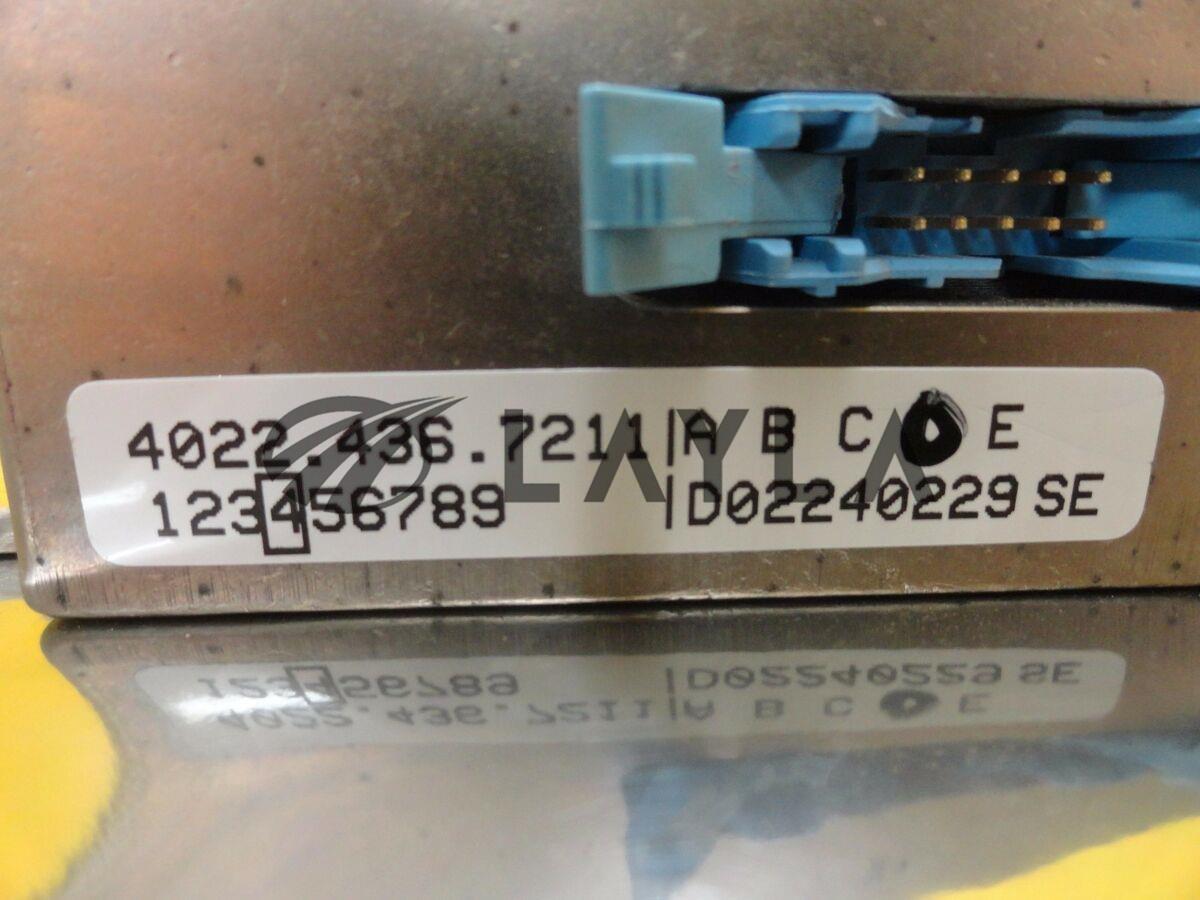 4022.436.7211|A B C D E
123456789 |D02240229 SE
LAYLA